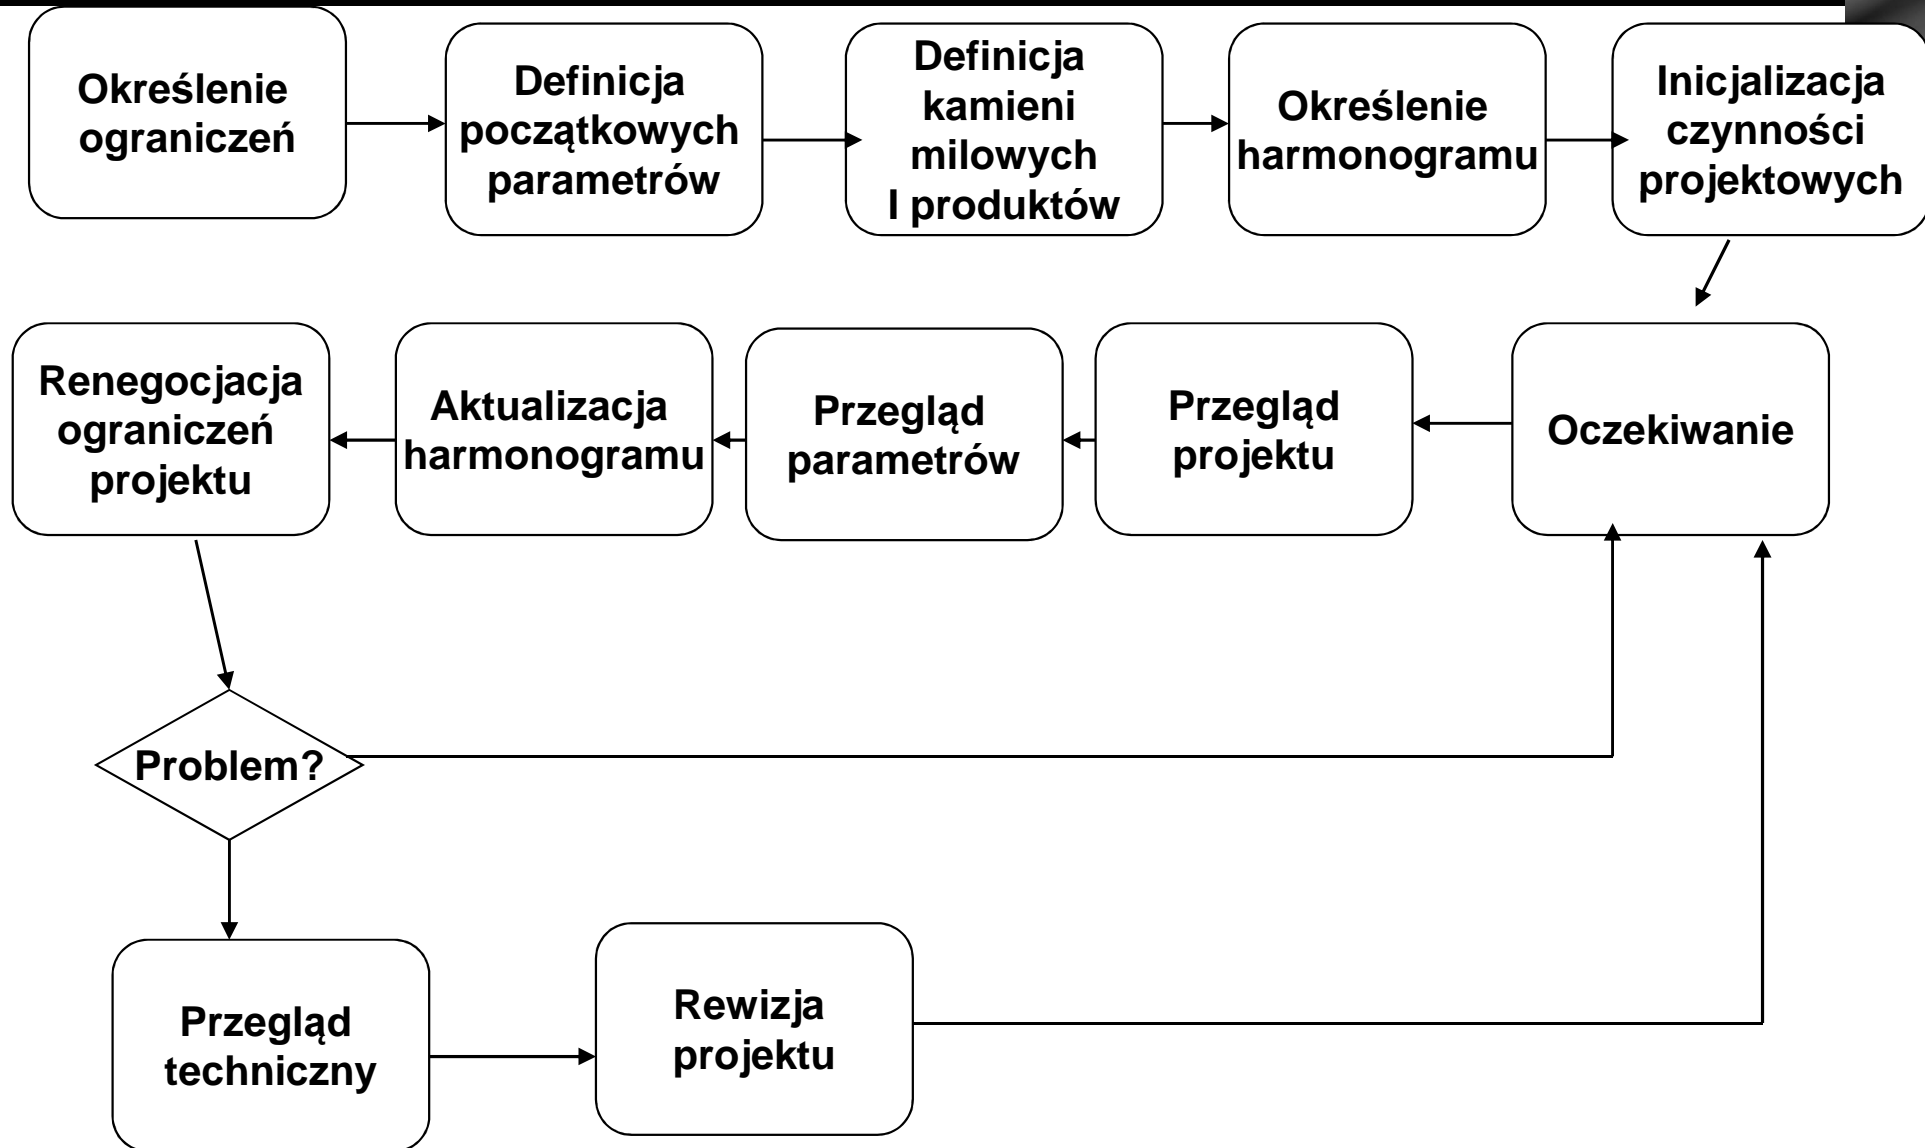 Określenie
ograniczeń
Definicja
początkowych
parametrów
Definicja
kamieni
milowych
I produktów
Określenie
harmonogramu
Inicjalizacja
czynności
projektowych
Renegocjacja
ograniczeń
projektu
Aktualizacja
harmonogramu
Przegląd
parametrów
Przegląd
projektu
Oczekiwanie
Problem?
Przegląd
techniczny
Rewizja
projektu